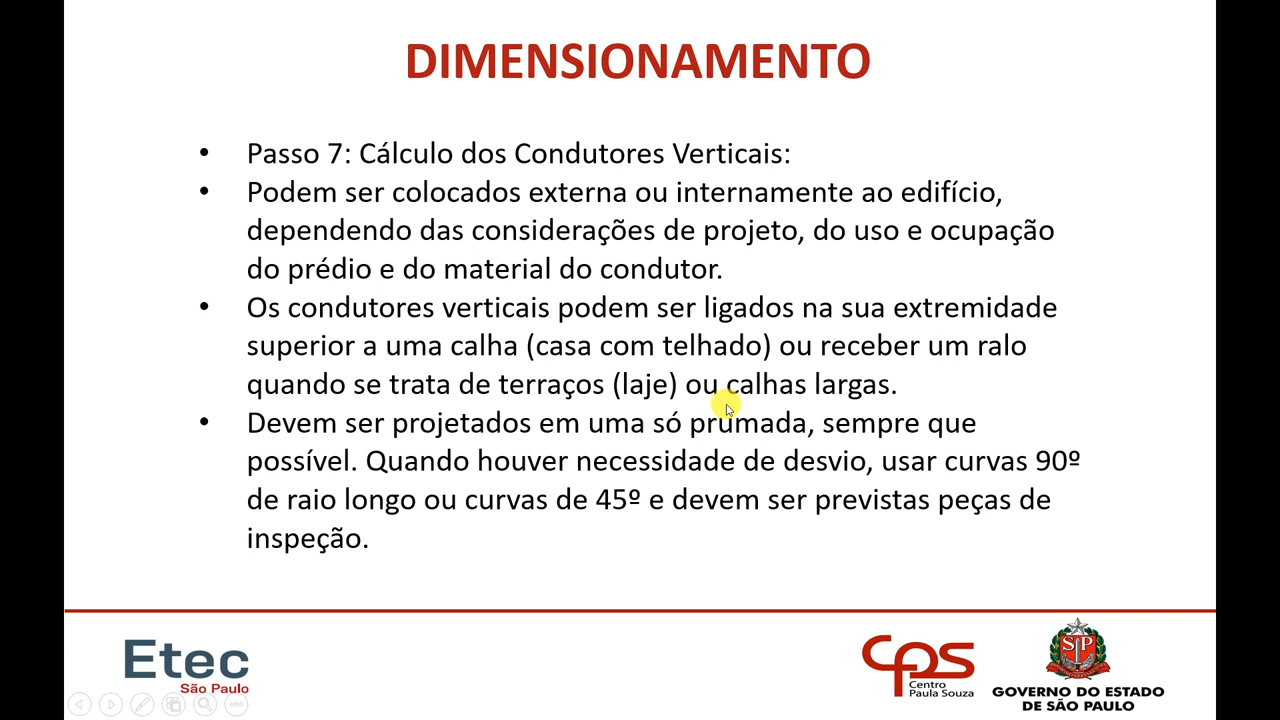 DIMENSIONAMENTO
• Passo 7: Cálculo dos Condutores Verticais:
• Podem ser colocados externa ou internamente ao edifício,
dependendo das considerações de projeto, do uso e ocupação
do prédio e do material do condutor.
• Os condutores verticais podem ser ligados na sua extremidade
superior a uma calha (casa com telhado) ou receber um ralo
quando se trata de terraços (laje) ou calhas largas.
• Devem ser projetados em uma só prumada, sempre que
possível. Quando houver necessidade de desvio, usar curvas 90º
de raio longo ou curvas de 45º e devem ser previstas peças de
inspeção.
Etec
São Paulo
cps
Centro
Paula Souza
SP
GOVERNO DO ESTADO
DE SÃO PAULO